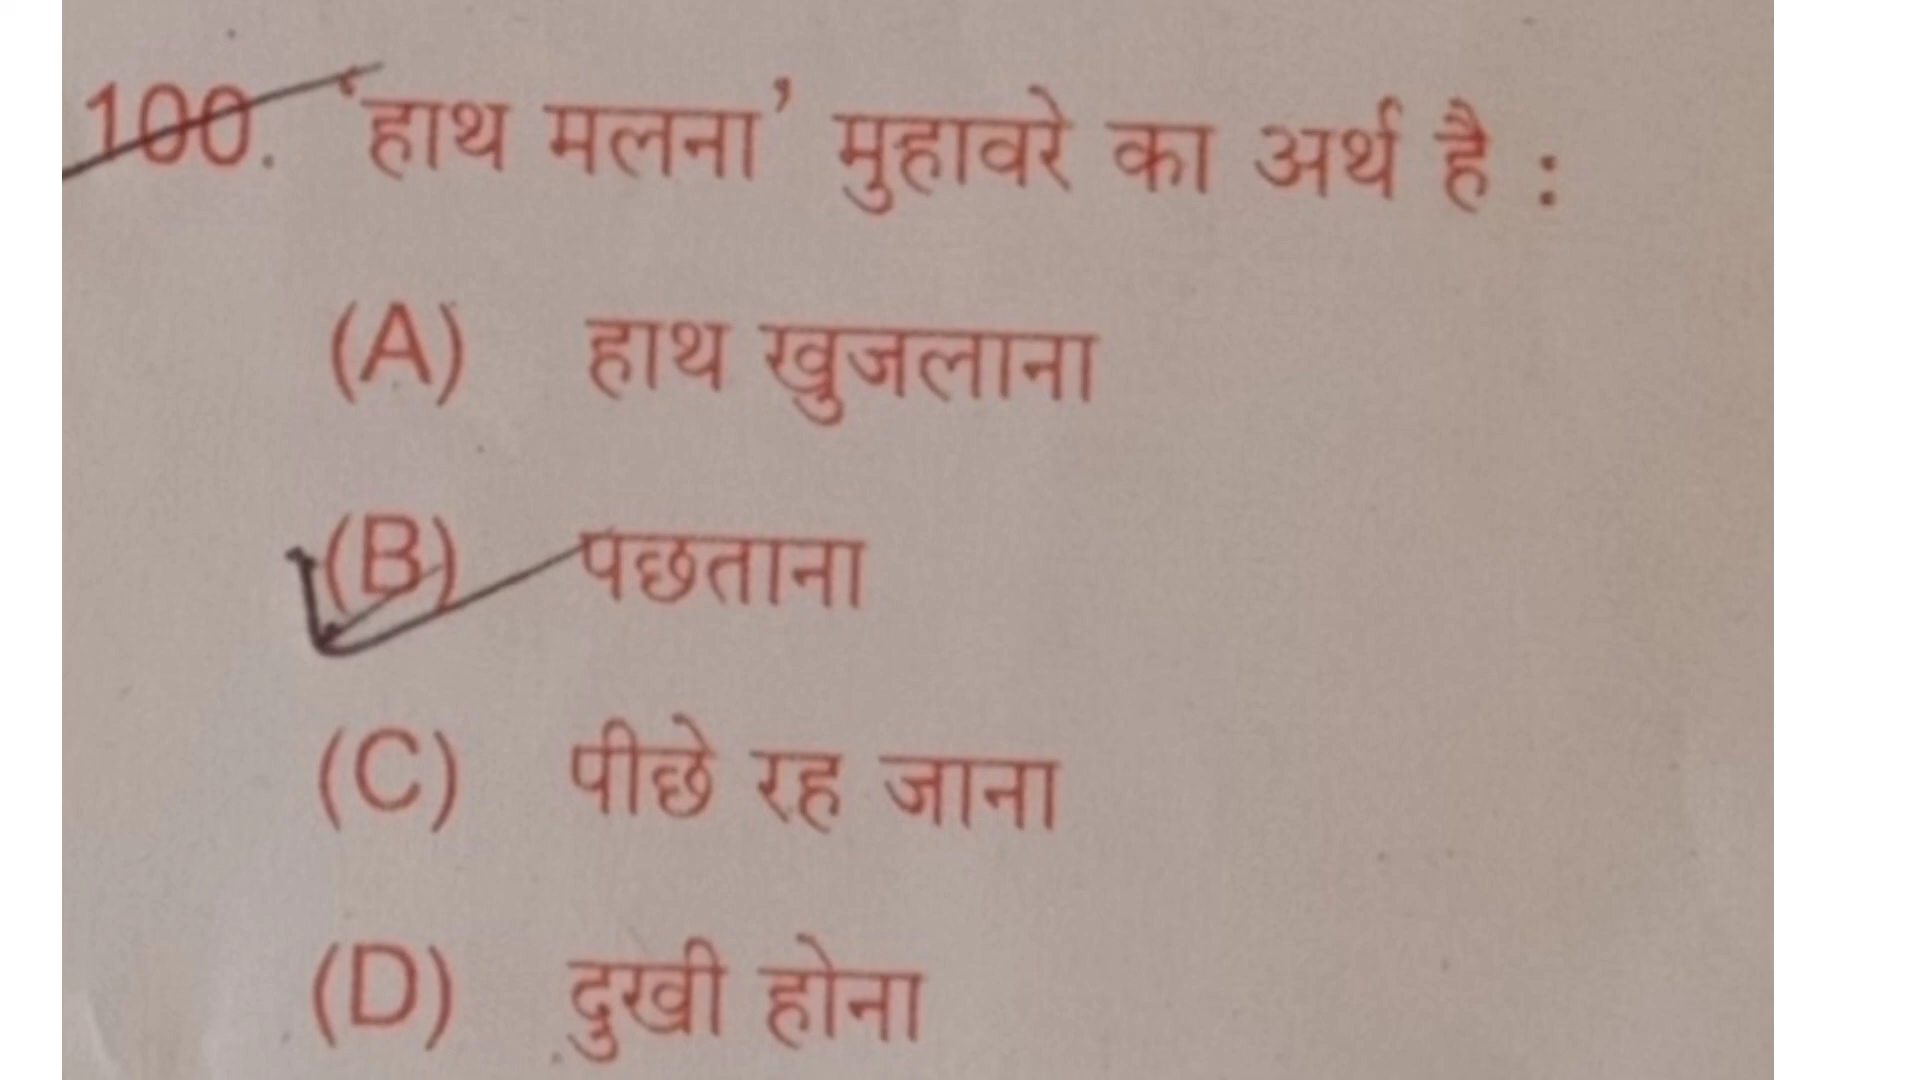 100. 'हाथ मलना' मुहावरे का अर्थ है :
(A) हाथ खुजलाना
(B) पछताना
(C) पीछे रह जाना
(D) दुखी होना